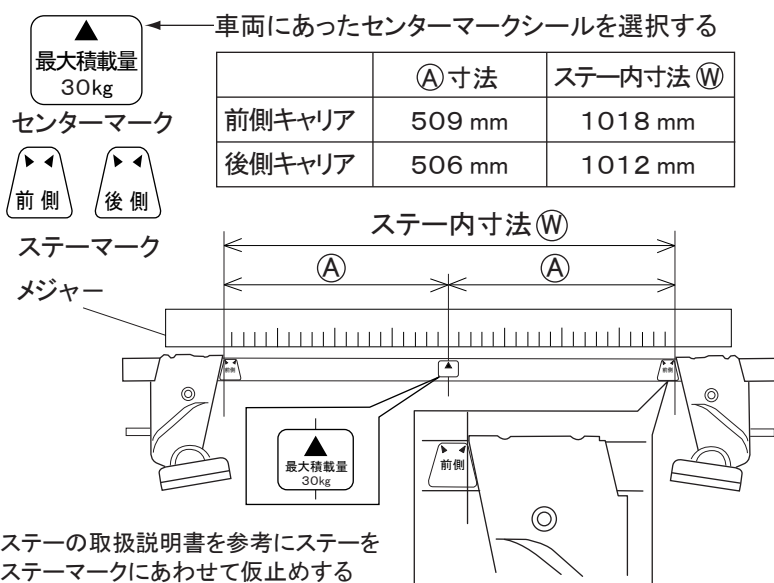 車両にあったセンターマークシールを選択する
▲
最大積載量
30kg
センターマーク
前側
後側
ステーマーク
Ⓐ寸法 ステー内寸法Ⓦ
前側キャリア 509 mm 1018 mm
後側キャリア 506 mm 1012 mm
ステー内寸法Ⓦ
Ⓐ Ⓐ
メジャー
前側
前側
最大積載量
30kg
前側
ステーの取扱説明書を参考にステーを
ステーマークにあわせて仮止めする